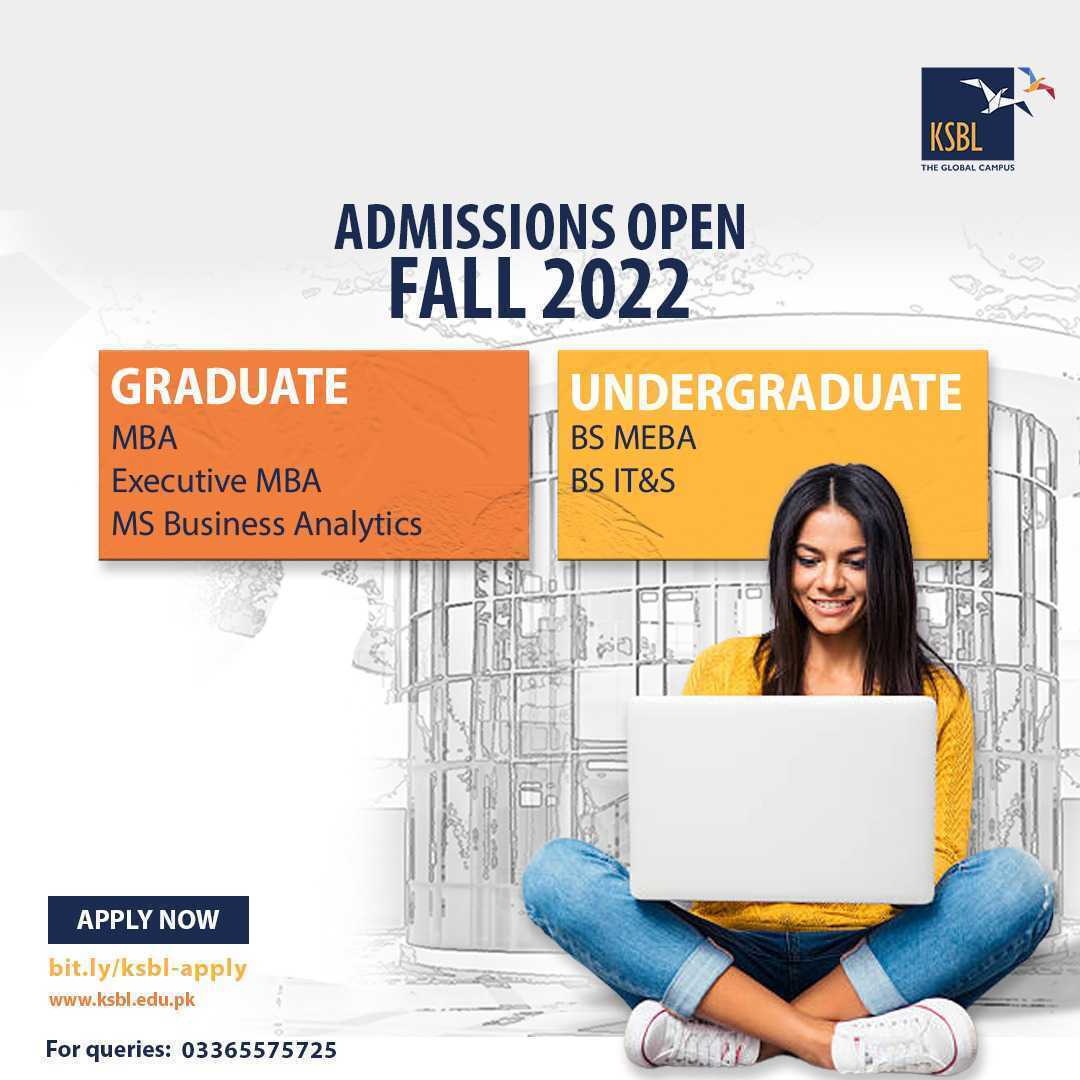 KSBL
THE GLOBAL CAMPUS
ADMISSIONS OPEN
FALL 2022
GRADUATE
MBA
Executive MBA
MS Business Analytics
UNDERGRADUATE
BS MEBA
BS IT&S
APPLY NOW
bit.ly/ksbl-apply
www.ksbl.edu.pk
For queries: 03365575725